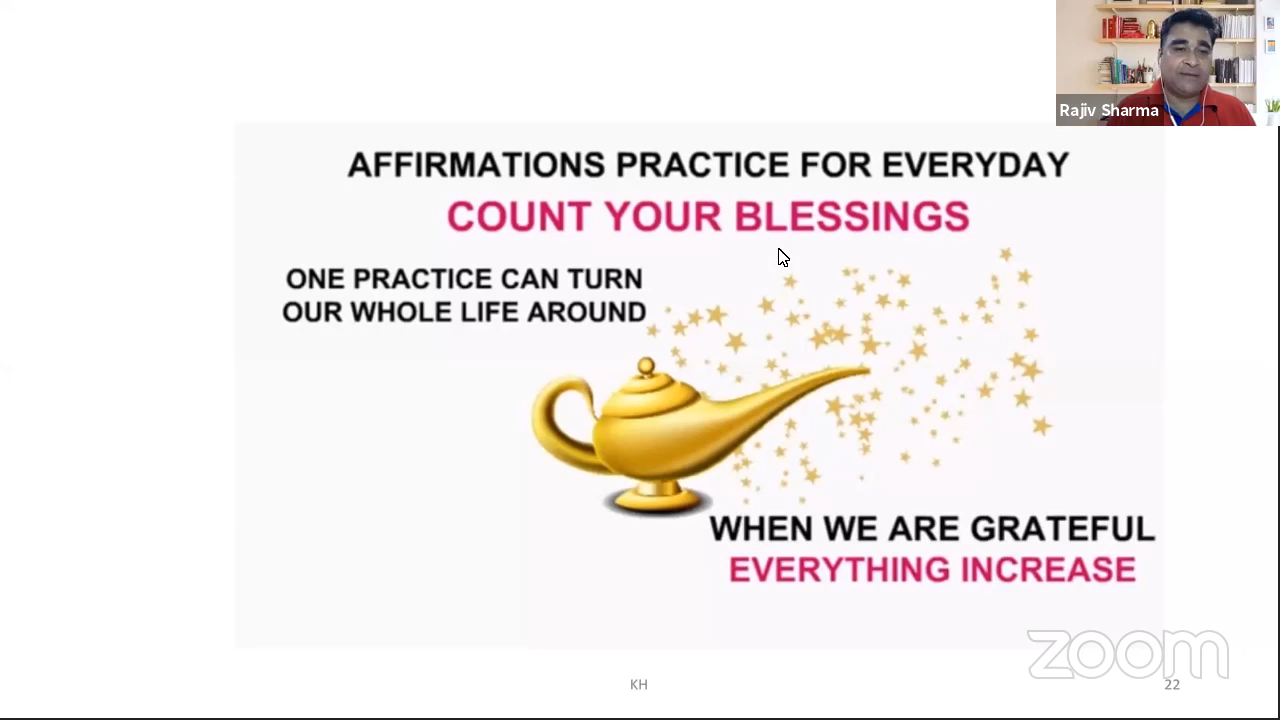 Rajiv Sharma
AFFIRMATIONS PRACTICE FOR EVERYDAY
COUNT YOUR BLESSINGS
ONE PRACTICE CAN TURN
OUR WHOLE LIFE AROUND
WHEN WE ARE GRATEFUL
EVERYTHING INCREASE
zoom
KH
22